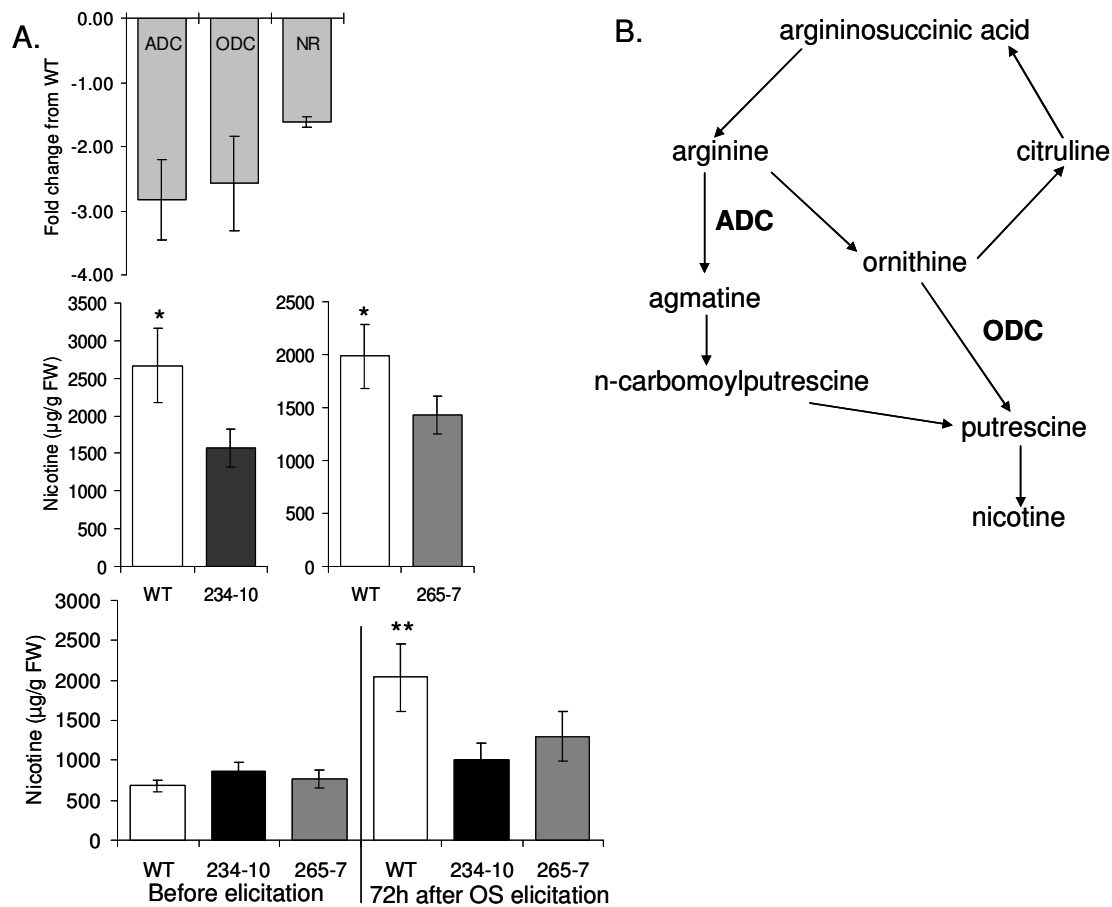 A.
0.00
-1.00
-2.00
-3.00
-4.00
Fold change from WT
ADC ODC NR
3500
3000
2500
2000
1500
1000
500
0
Nicotine (µg/g FW)
*
WT 234-10
2500
2000
1500
1000
500
0
*
WT 265-7
3000
2500
2000
1500
1000
500
0
Nicotine (µg/g FW)
**
WT 234-10 265-7 WT 234-10 265-7
Before elicitation 72h after OS elicitation
B.
argininosuccinic acid
arginine citruline
ADC
ornithine
agmatine
ODC
n-carbomoylputrescine
putrescine
nicotine